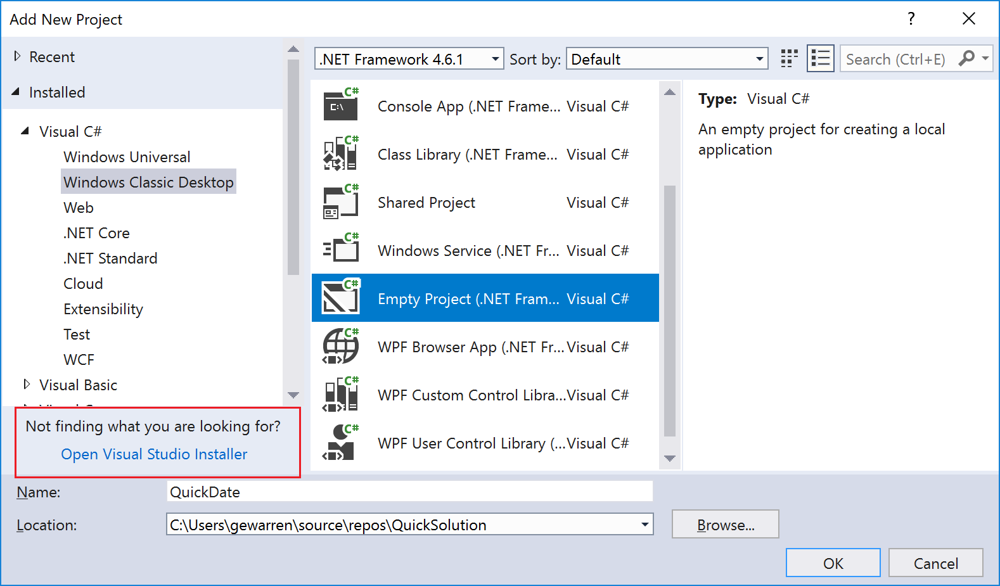 Add New Project
?
Recent
Installed
Visual C#
Windows Universal
Windows Classic Desktop
Web
.NET Core
.NET Standard
Cloud
Extensibility
Test
WCF
Visual Basic
Not finding what you are looking for?
Open Visual Studio Installer
.NET Framework 4.6.1 Sort by: Default Search (Ctrl+E)
Console App (.NET Frame... Visual C#
Class Library (.NET Frame... Visual C#
Shared Project Visual C#
Windows Service (.NET Fr... Visual C#
Empty Project (.NET Fram... Visual C#
WPF Browser App (.NET Fr... Visual C#
WPF Custom Control Libra... Visual C#
WPF User Control Library (... Visual C#
Type: Visual C#
An empty project for creating a local
application
Name: QuickDate
Location: C:\Users\gewarren\source\repos\QuickSolution Browse...
OK Cancel